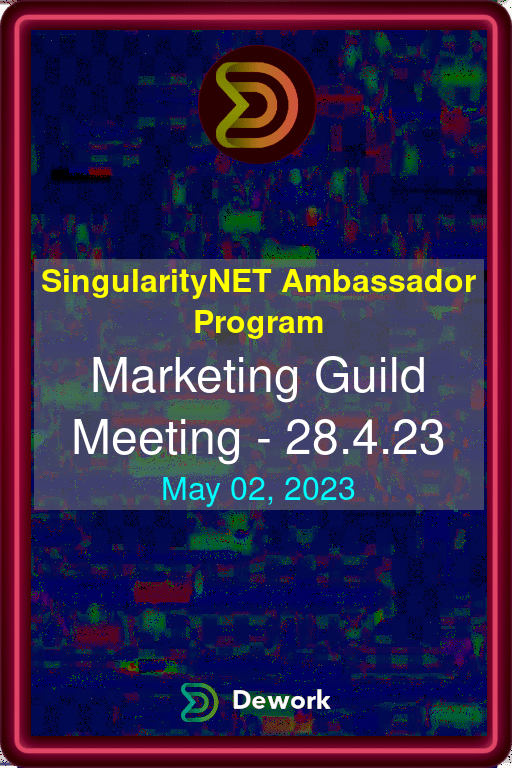 SingularityNET Ambassador
Program
Marketing Guild
Meeting - 28.4.23
May 02, 2023
Dework